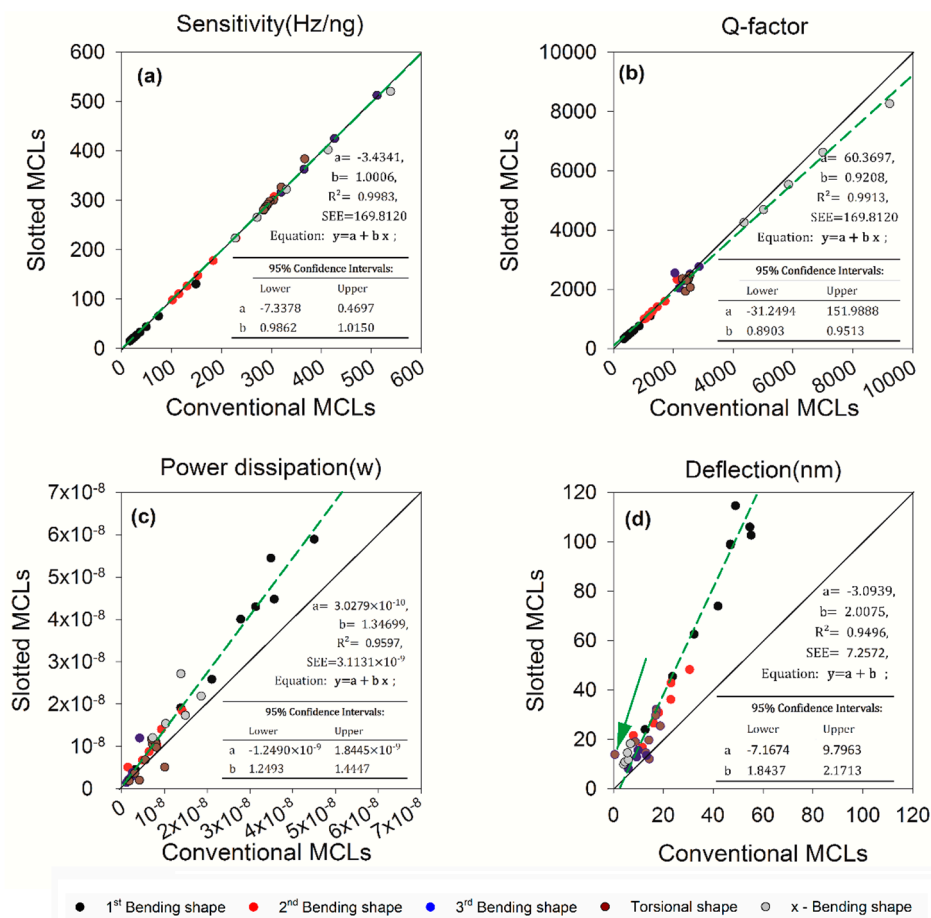 Sensitivity(Hz/ng)
(a)
Slotted MCLs
600
500
400
300
200
100
0
a= -3.4341,
b= 1.0006,
R²= 0.9983,
SEE=169.8120
Equation: y=a + b x ;
95% Confidence Intervals:
Lower Upper
a -7.3378 0.4697
b 0.9862 1.0150
0 100 200 300 400 500 600
Conventional MCLs
Q-factor
(b)
Slotted MCLs
10000
8000
6000
4000
2000
0
a= 60.3697,
b= 0.9208,
R²= 0.9913,
SEE=169.8120
Equation: y=a + b x ;
95% Confidence Intervals:
Lower Upper
a -31.2494 151.9888
b 0.8903 0.9513
0 2000 4000 6000 8000 10000
Conventional MCLs
Power dissipation(w)
(c)
Slotted MCLs
7x10⁻⁸
6x10⁻⁸
5x10⁻⁸
4x10⁻⁸
3x10⁻⁸
2x10⁻⁸
10⁻⁸
0
a= 3.0279×10⁻¹⁰,
b= 1.34699,
R²= 0.9597,
SEE=3.1131×10⁻⁹
Equation: y=a + b x ;
95% Confidence Intervals:
Lower Upper
a -1.2490×10⁻⁹ 1.8445×10⁻⁹
b 1.2493 1.4447
0 10⁻⁸ 2x10⁻⁸ 3x10⁻⁸ 4x10⁻⁸ 5x10⁻⁸ 6x10⁻⁸ 7x10⁻⁸
Conventional MCLs
Deflection(nm)
(d)
Slotted MCLs
120
100
80
60
40
20
0
a= -3.0939,
b= 2.0075,
R²= 0.9496,
SEE= 7.2572,
Equation: y=a + b ;
95% Confidence Intervals:
Lower Upper
a -7.1674 9.7963
b 1.8437 2.1713
0 20 40 60 80 100 120
Conventional MCLs
1st Bending shape 2nd Bending shape 3rd Bending shape Torsional shape x - Bending shape